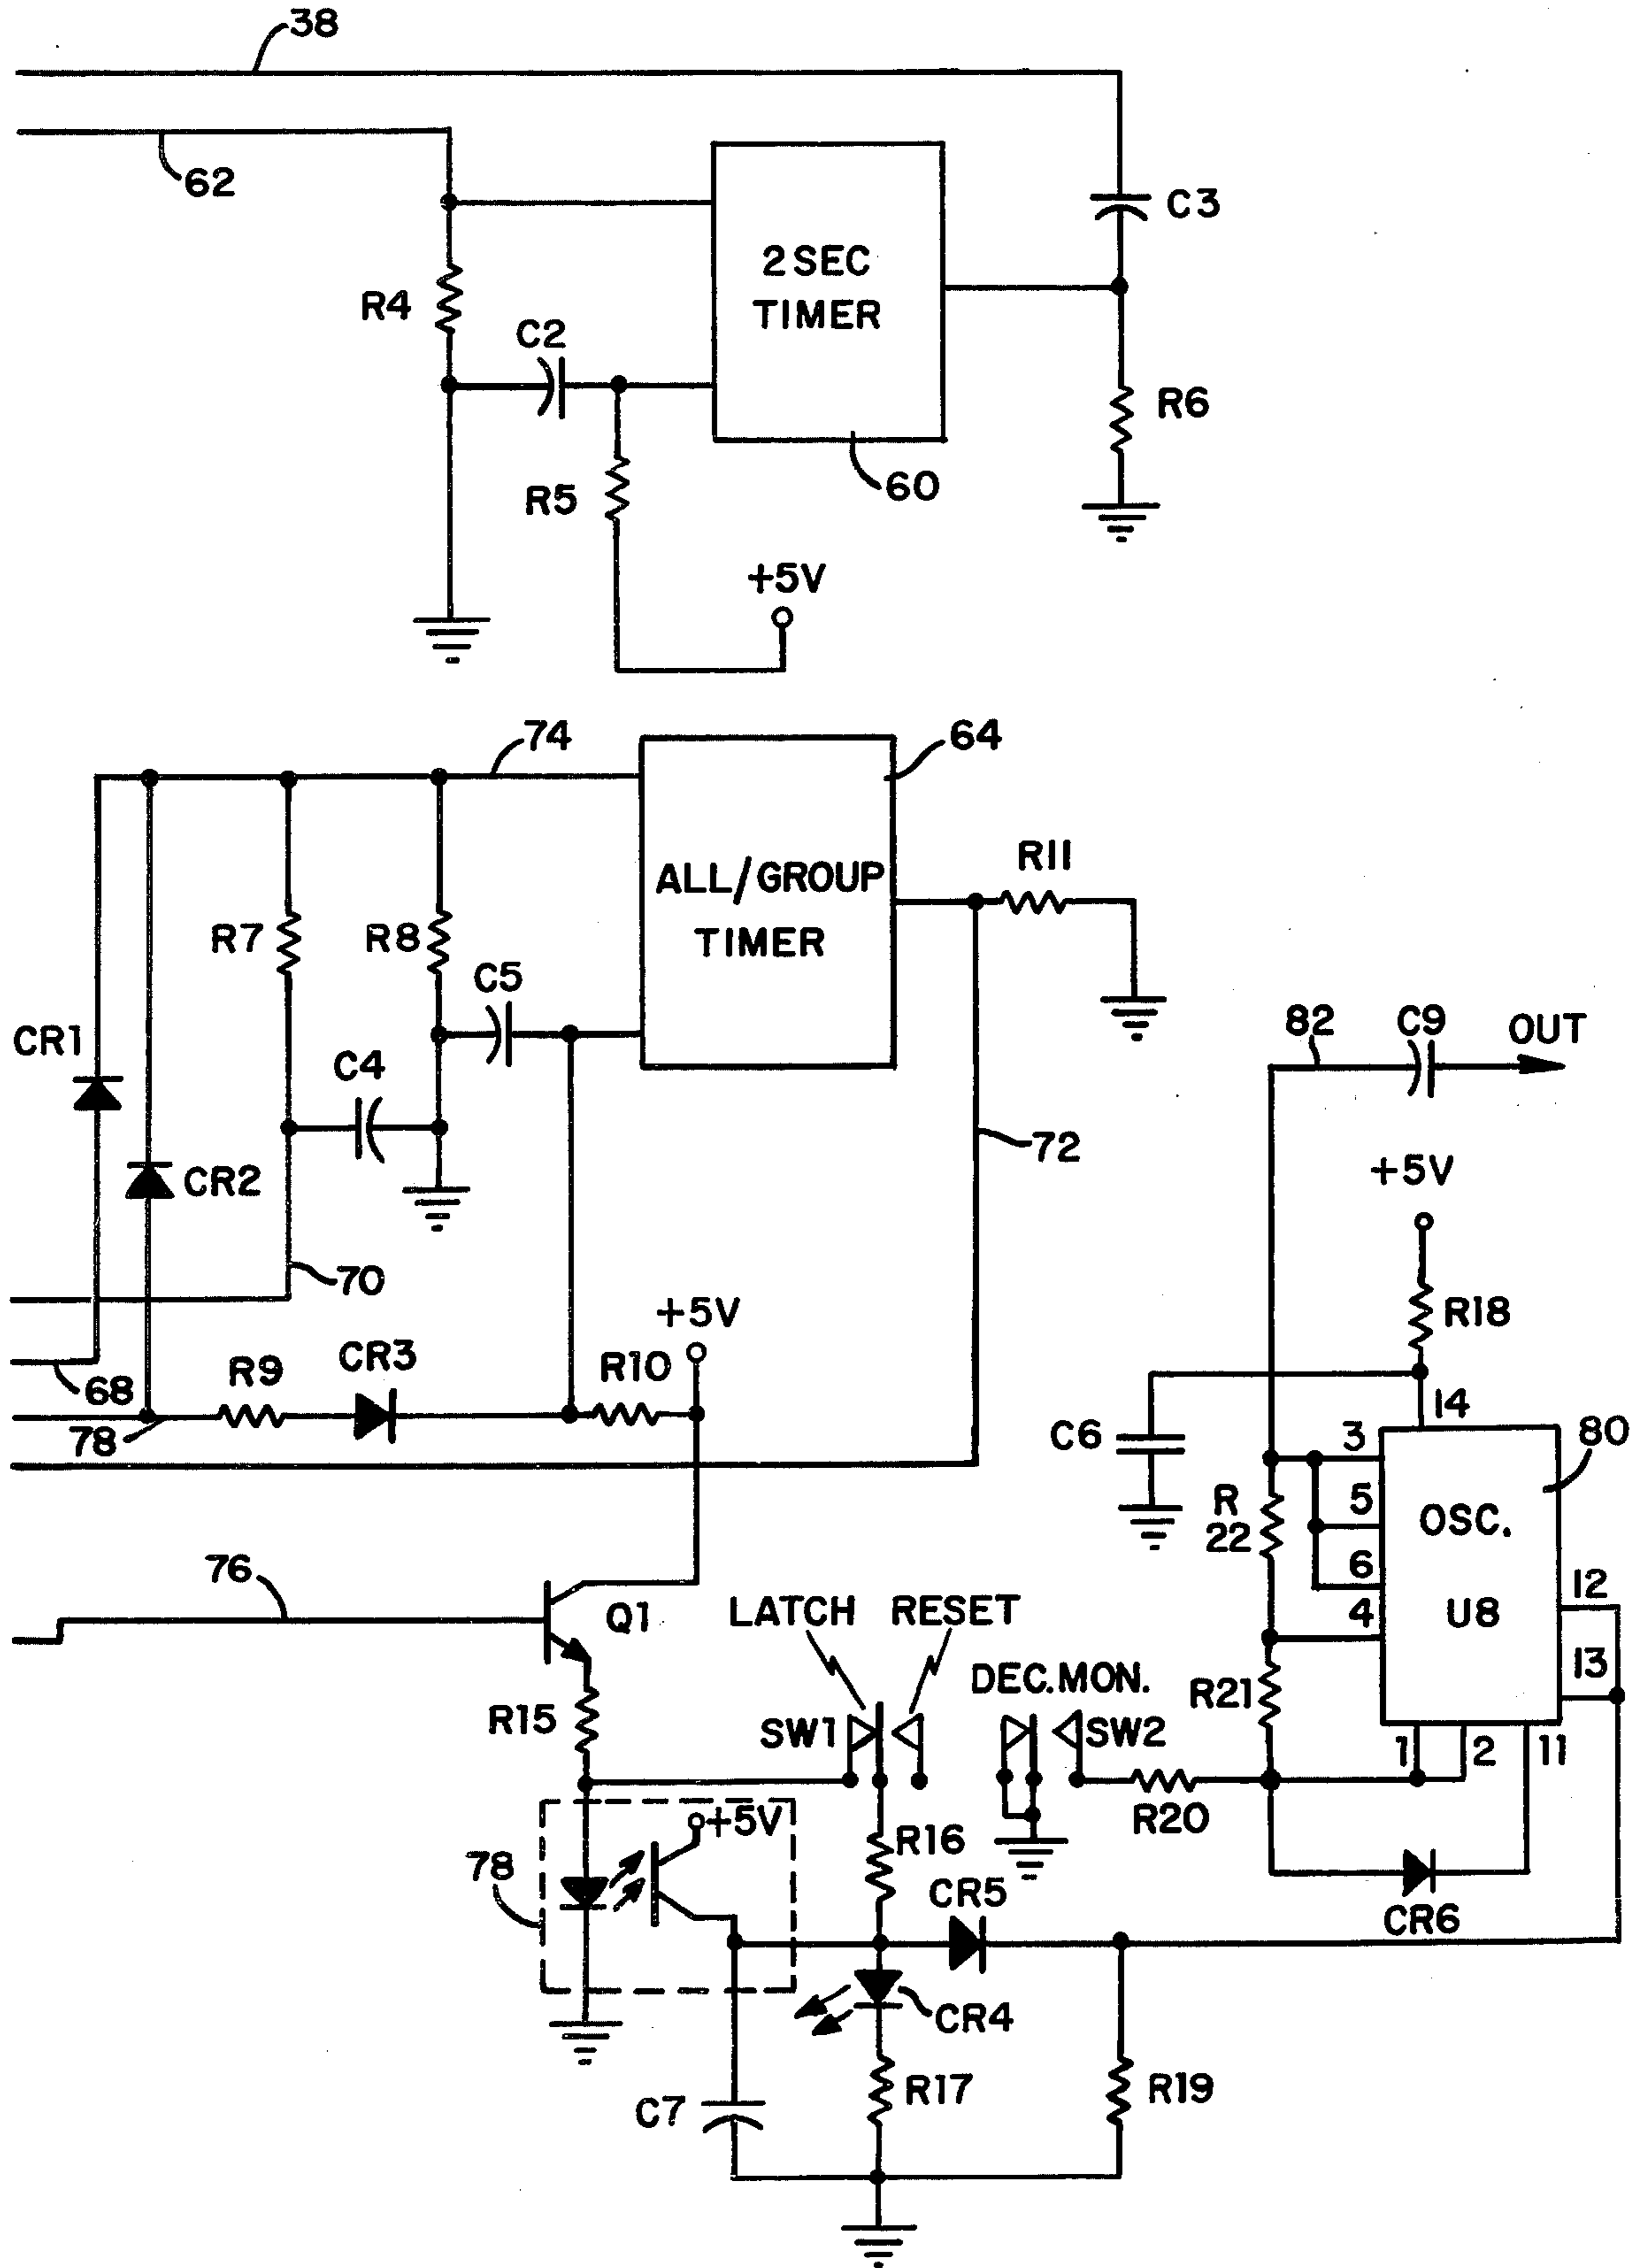 38
62
C3
2 SEC
TIMER
R4
C2
R6
R5
60
+5V
74
64
R11
ALL/GROUP
TIMER
R7
R8
C5
82
C9
OUT
CR1
C4
72
+5V
CR2
70
+5V
R18
R9
CR3
R10
68
78
14
C6
3
80
R
22
5
OSC.
6
12
76
LATCH
RESET
Q1
4
U8
13
DEC.MON.
R21
R15
SW1
SW2
1
2
11
R20
+5V
R16
78
CR5
CR6
CR4
R17
R19
C7